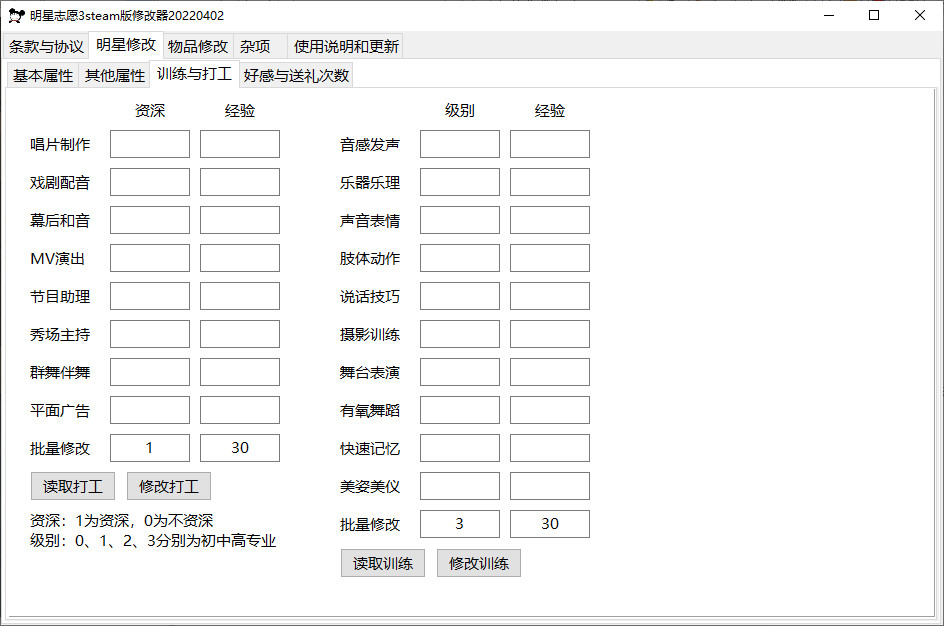 明星志愿3steam版修改器20220402
条款与协议 明星修改 物品修改 杂项 使用说明和更新
基本属性 其他属性 训练与打工 好感与送礼次数
资深 经验 级别 经验
唱片制作 音感发声
戏剧配音 乐器乐理
幕后和音 声音表情
MV演出 肢体动作
节目助理 说话技巧
秀场主持 摄影训练
群舞伴舞 舞台表演
平面广告 有氧舞蹈
批量修改 1 30 快速记忆
读取打工 修改打工 美姿美仪
资深：1为资深，0为不资深 批量修改 3 30
级别：0、1、2、3分别为初中高专业
读取训练 修改训练